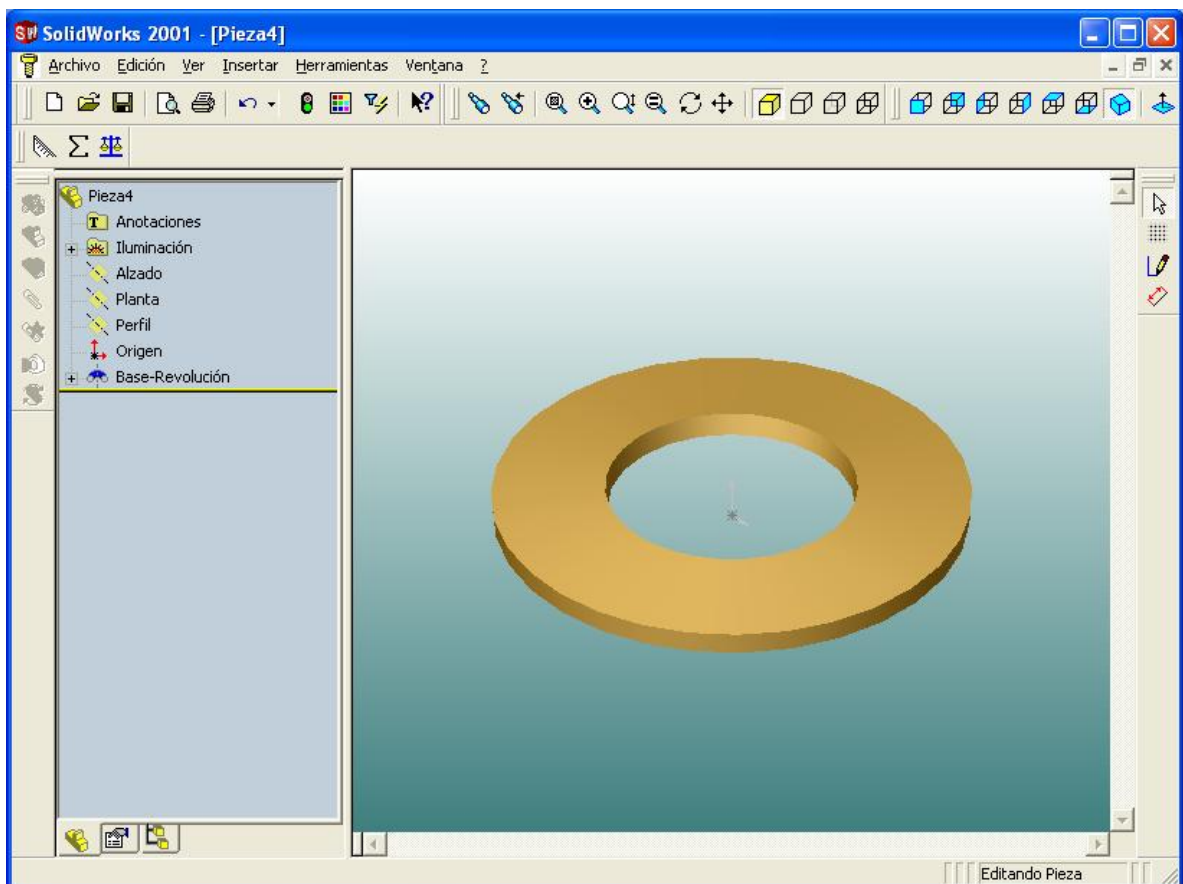 SolidWorks 2001 - [Pieza4]
Archivo Edición Ver Insertar Herramientas Ventana ?
Pieza4
Anotaciones
Iluminación
Alzado
Planta
Perfil
Origen
Base-Revolución
Editando Pieza